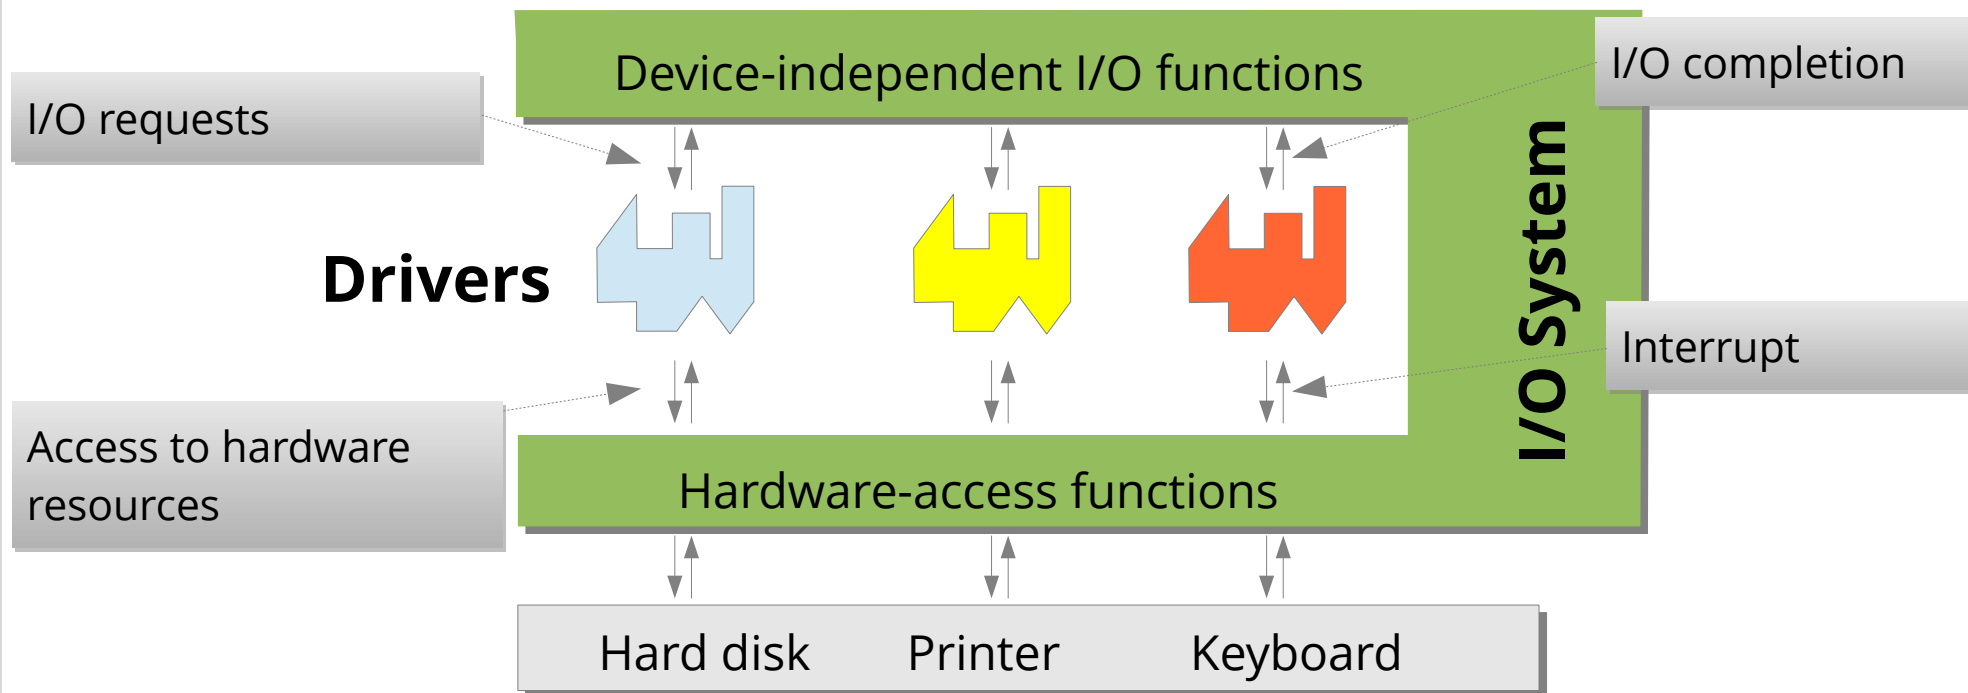 Device-independent I/O functions
I/O completion
I/O requests
Drivers
I/O System
Interrupt
Access to hardware
resources
Hardware-access functions
Hard disk
Printer
Keyboard